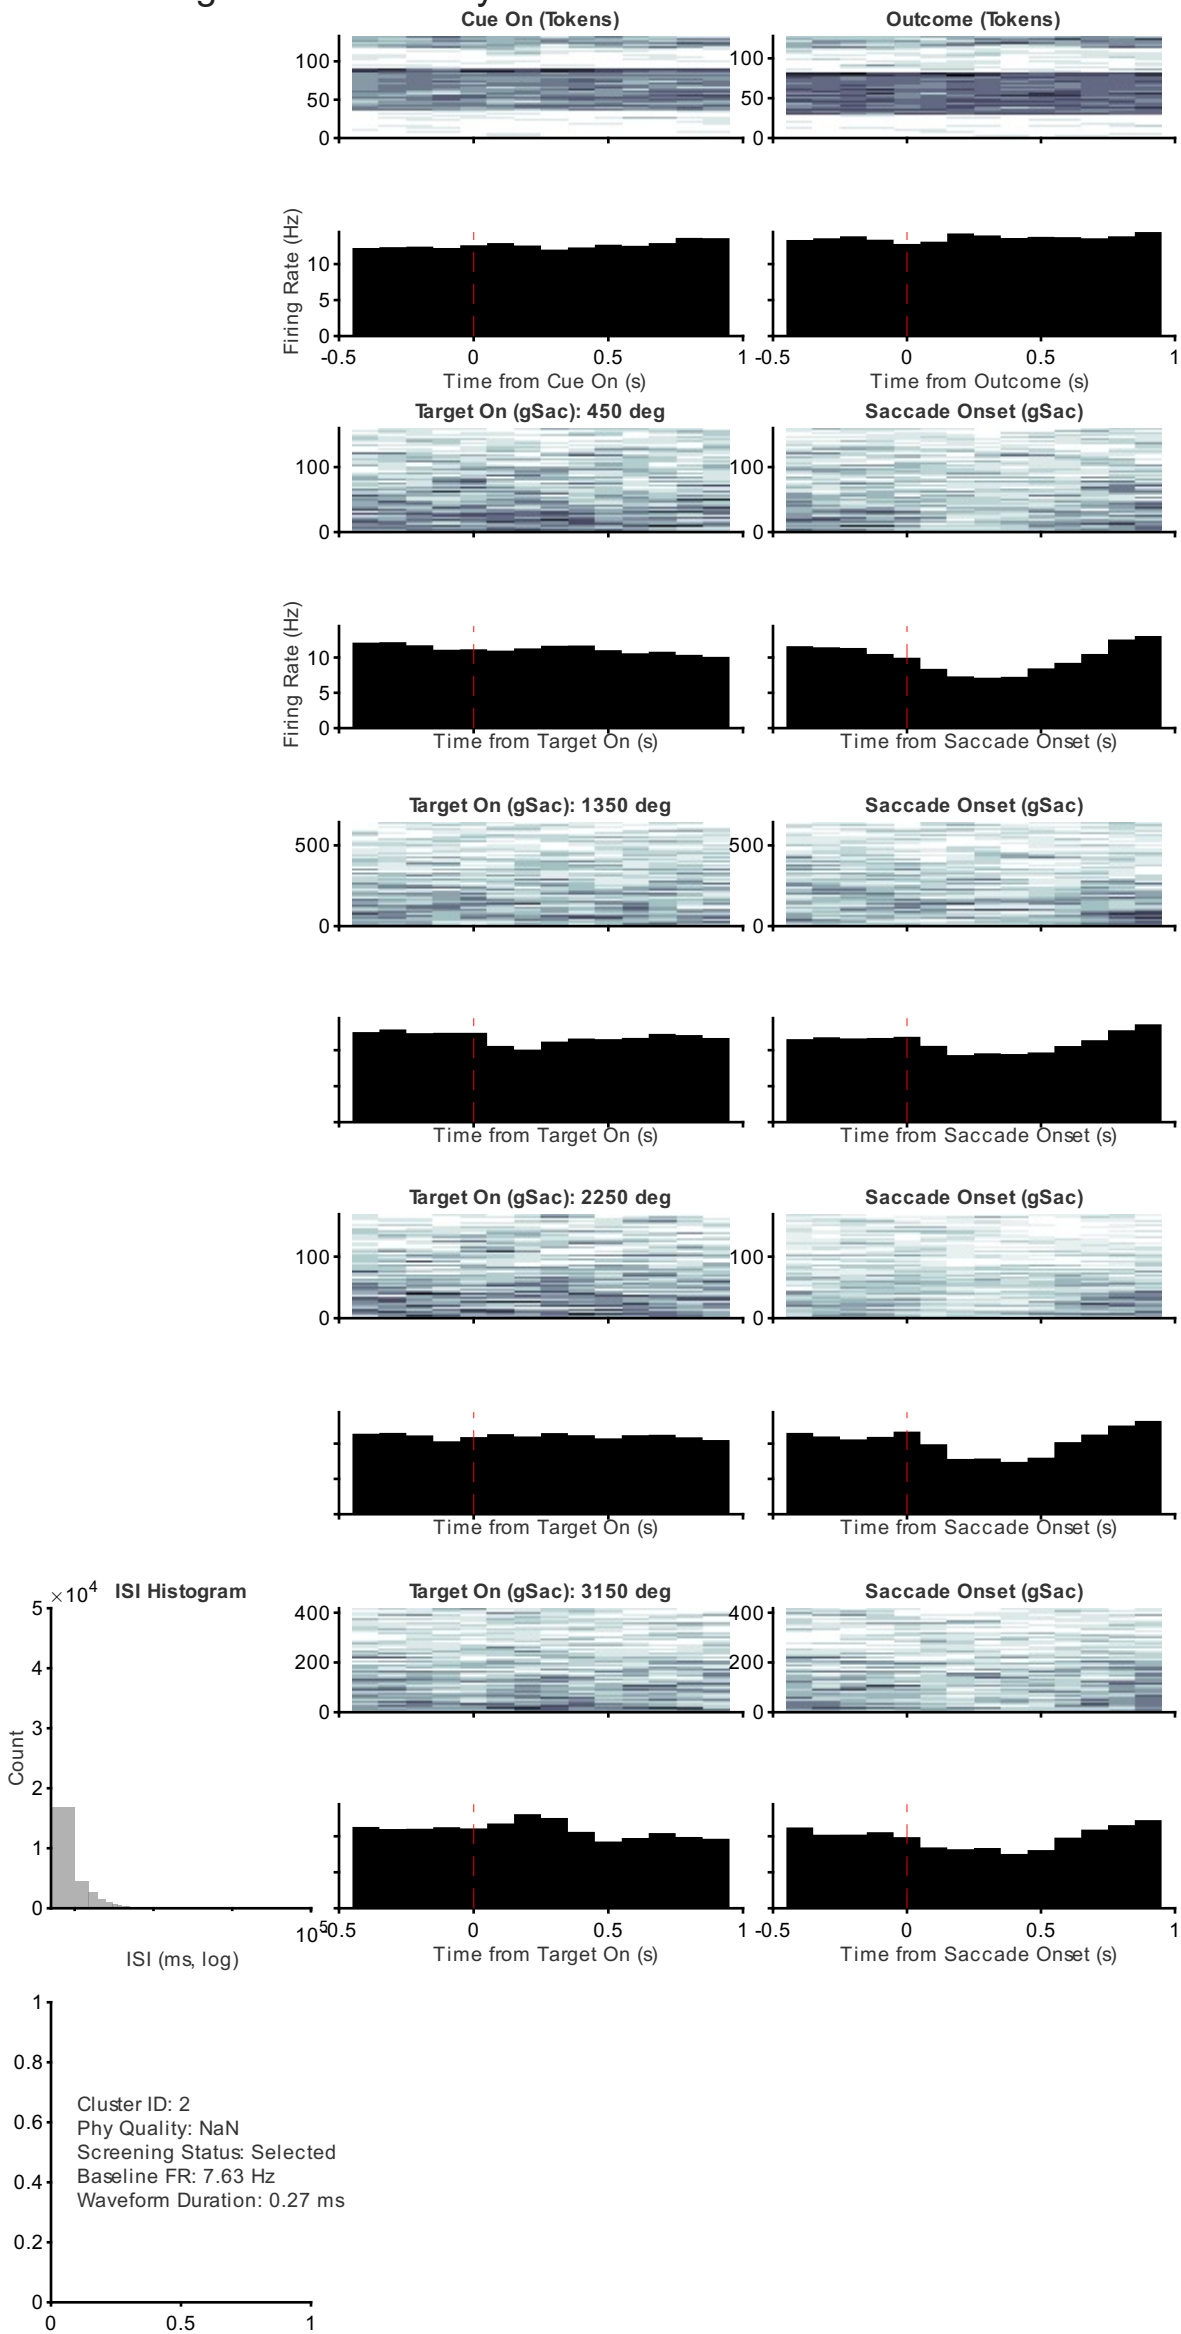 Cue On (Tokens)
Outcome (Tokens)
100
50
0
100
50
0
Firing Rate (Hz)
10
5
0
-0.5
0
0.5
1
-0.5
0
0.5
1
Time from Cue On (s)
Time from Outcome (s)
Target On (gSac): 450 deg
Saccade Onset (gSac)
100
0
100
0
Firing Rate (Hz)
10
5
0
Time from Target On (s)
Time from Saccade Onset (s)
Target On (gSac): 1350 deg
Saccade Onset (gSac)
500
0
500
0
Time from Target On (s)
Time from Saccade Onset (s)
Target On (gSac): 2250 deg
Saccade Onset (gSac)
100
0
100
0
Time from Target On (s)
Time from Saccade Onset (s)
ISI Histogram
Target On (gSac): 3150 deg
Saccade Onset (gSac)
×10^4
5
4
3
2
1
0
Count
10^5
ISI (ms, log)
400
200
0
400
200
0
-0.5
0
0.5
1
-0.5
0
0.5
1
Time from Target On (s)
Time from Saccade Onset (s)
1
0.8
0.6
0.4
0.2
0
0
0.5
1
Cluster ID: 2
Phy Quality: NaN
Screening Status: Selected
Baseline FR: 7.63 Hz
Waveform Duration: 0.27 ms